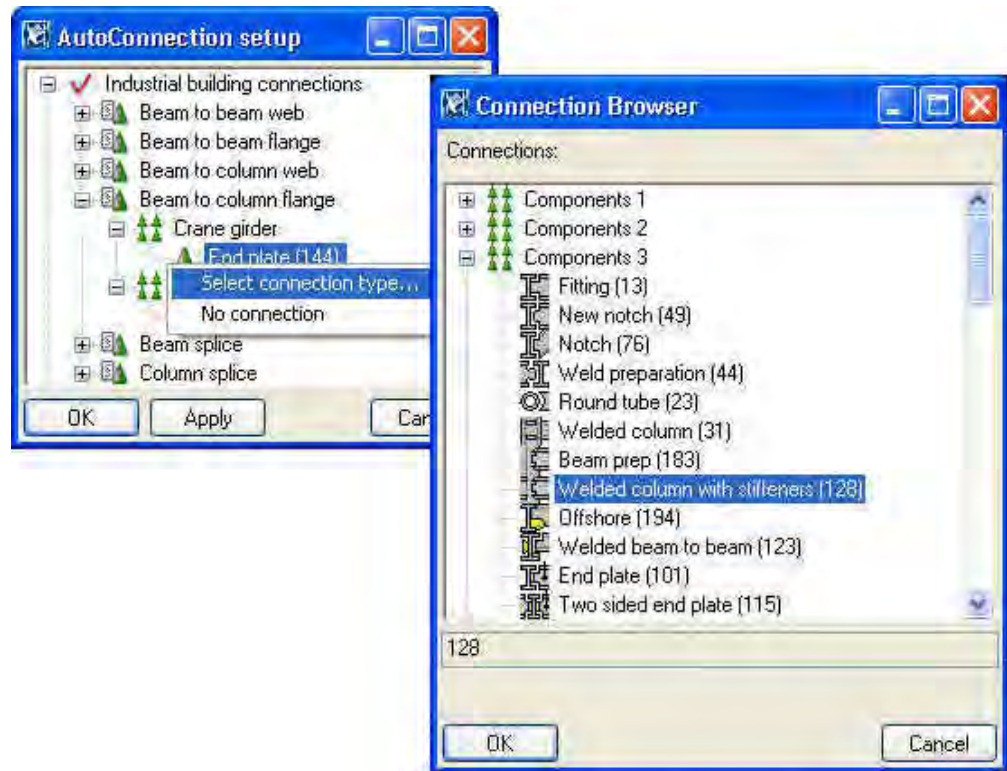 AutoConnection setup
Industrial building connections
Beam to beam web
Beam to beam flange
Beam to column web
Beam to column flange
Crane girder
End plate (144)
Select connection type...
No connection
Beam splice
Column splice
OK
Apply
Can
Connection Browser
Connections:
Components 1
Components 2
Components 3
Fitting (13)
New notch (49)
Notch (76)
Weld preparation (44)
Round tube (23)
Welded column (31)
Beam prep (183)
Welded column with stiffeners (128)
Offshore (194)
Welded beam to beam (123)
End plate (101)
Two sided end plate (115)
128
OK
Cancel